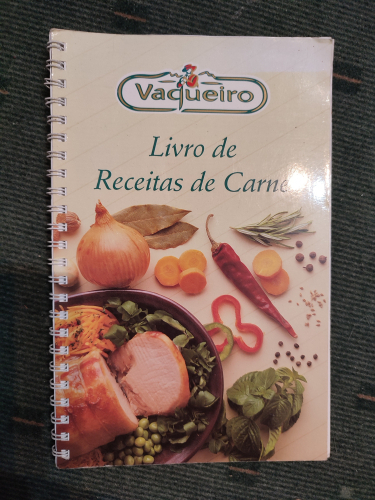 Vaqueiro
Livro de
Receitas de Carne